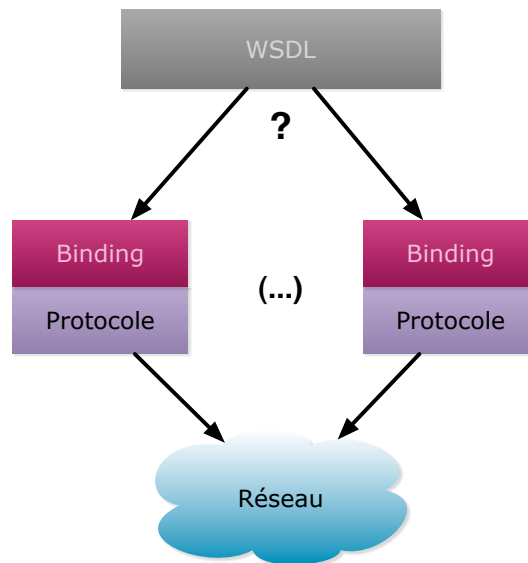 WSDL
?
Binding
Binding
(...)
Protocole
Protocole
Réseau